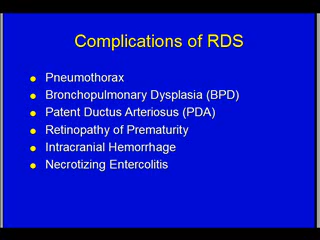 Complications of RDS
Pneumothorax
Bronchopulmonary Dysplasia (BPD)
Patent Ductus Arteriosus (PDA)
Retinopathy of Prematurity
Intracranial Hemorrhage
Necrotizing Entercolitis